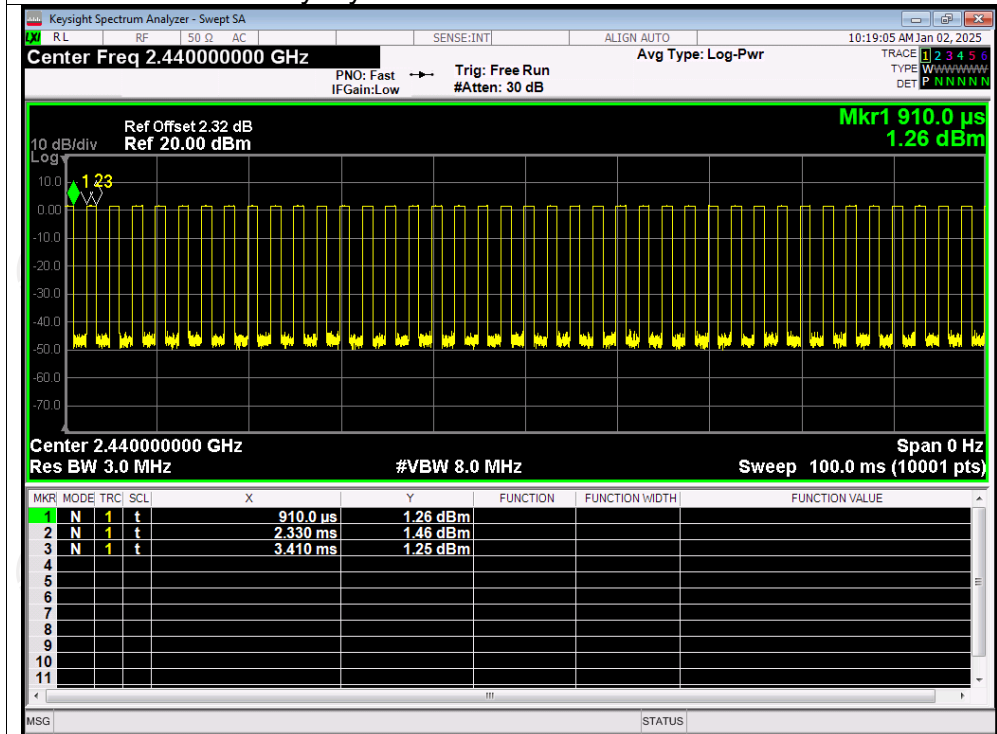 Keysight Spectrum Analyzer - Swept SA
LXI RL RF 50 Ω AC SENSE:INT ALIGN AUTO 10:19:05 AM Jan 02, 2025
Center Freq 2.440000000 GHz Avg Type: Log-Pwr TRACE 1 2 3 4 5 6
PNO: Fast Trig: Free Run TYPE WWWWWW
IFGain:Low #Atten: 30 dB DET P N N N N N
Mkr1 910.0 µs
1.26 dBm
Ref Offset 2.32 dB
10 dB/div Ref 20.00 dBm
Log
10.0
1 2 3
0.00
-10.0
-20.0
-30.0
-40.0
-50.0
-60.0
-70.0
Center 2.440000000 GHz Span 0 Hz
Res BW 3.0 MHz #VBW 8.0 MHz Sweep 100.0 ms (10001 pts)
MKR MODE TRC SCL X Y FUNCTION FUNCTION WIDTH FUNCTION VALUE
1 N 1 t 910.0 µs 1.26 dBm
2 N 1 t 2.330 ms 1.46 dBm
3 N 1 t 3.410 ms 1.25 dBm
4
5
6
7
8
9
10
11
MSG STATUS